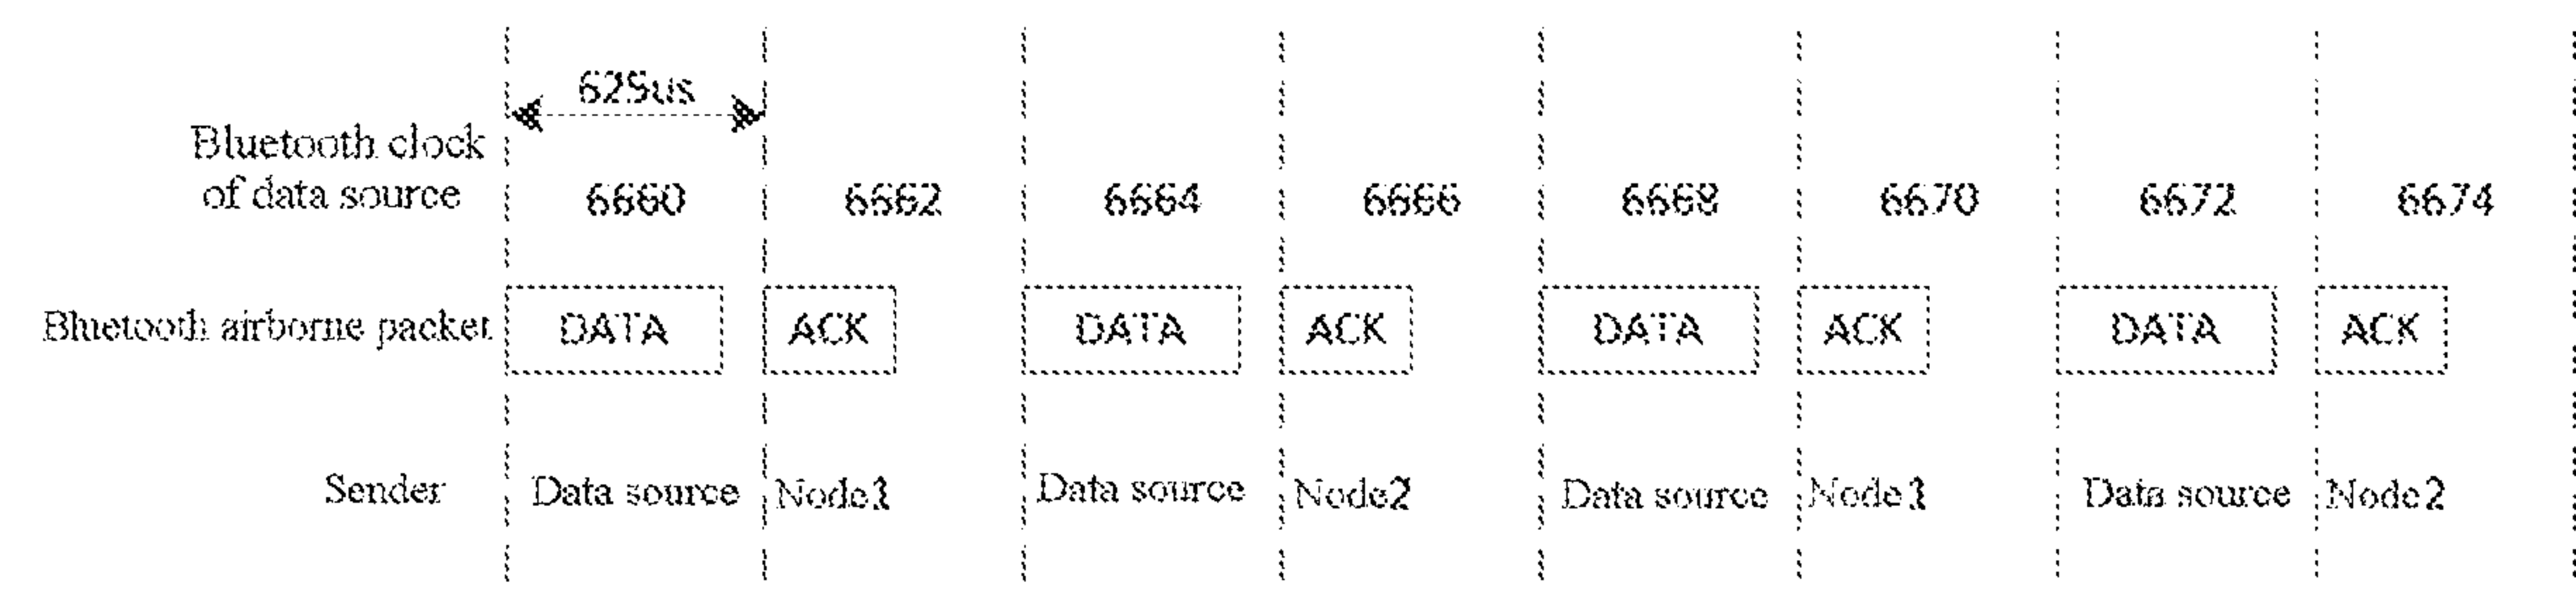 625us
Bluetooth clock
of data source 6660 6662 6664 6666 6668 6670 6672 6674
Bluetooth airborne packet DATA ACK DATA ACK DATA ACK DATA ACK
Sender Data source Node1 Data source Node2 Data source Node1 Data source Node2